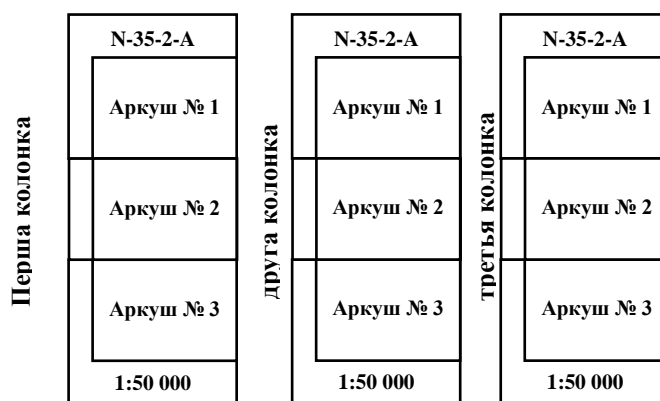 Перша колонка
N-35-2-А
Аркуш № 1
Аркуш № 2
Аркуш № 3
1:50 000
друга колонка
N-35-2-А
Аркуш № 1
Аркуш № 2
Аркуш № 3
1:50 000
третья колонка
N-35-2-А
Аркуш № 1
Аркуш № 2
Аркуш № 3
1:50 000